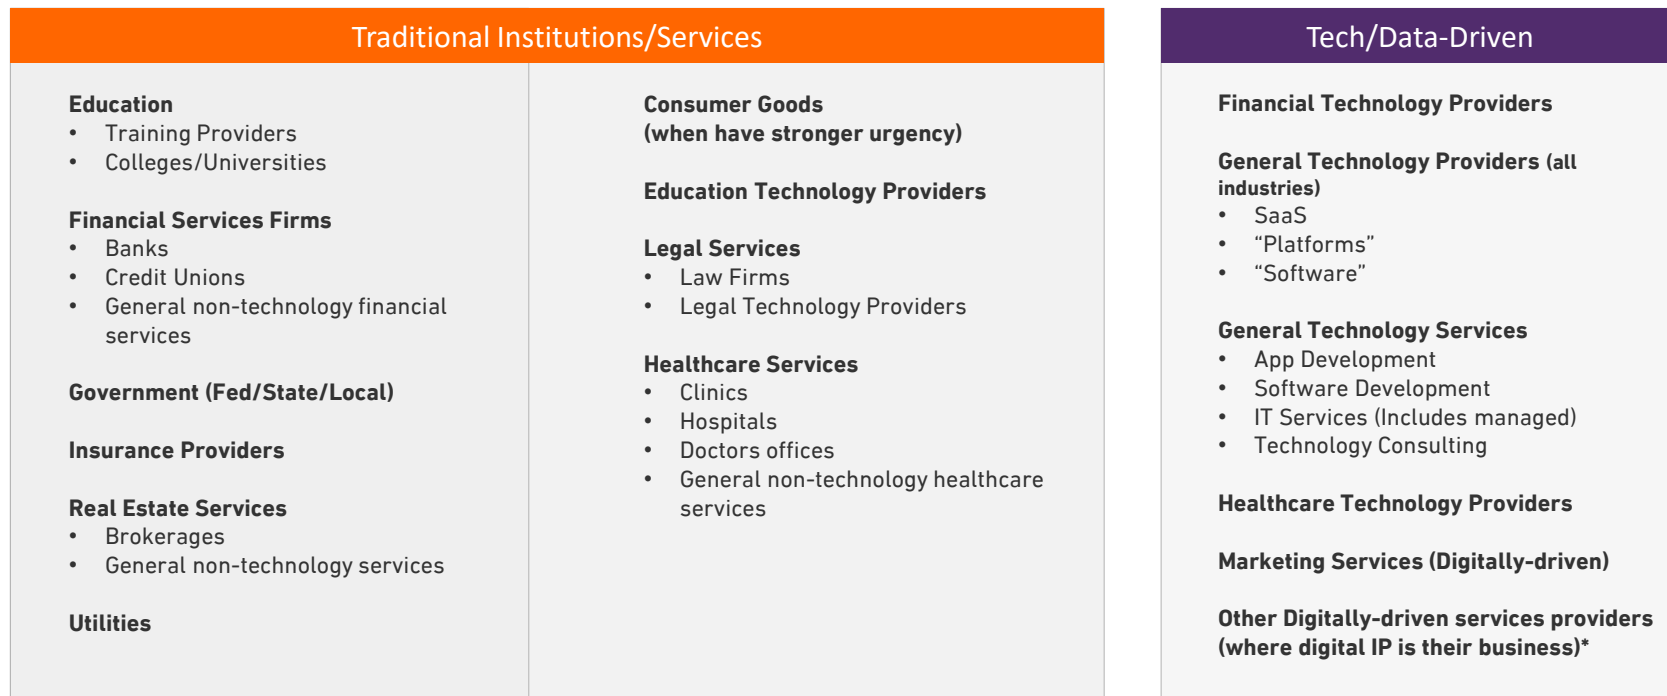 Traditional Institutions/Services
Education
• Training Providers
• Colleges/Universities
Financial Services Firms
• Banks
• Credit Unions
• General non-technology financial
services
Government (Fed/State/Local)
Insurance Providers
Real Estate Services
• Brokerages
• General non-technology services
Utilities
Consumer Goods
(when have stronger urgency)
Education Technology Providers
Legal Services
• Law Firms
• Legal Technology Providers
Healthcare Services
• Clinics
• Hospitals
• Doctors offices
• General non-technology healthcare
services
Tech/Data-Driven
Financial Technology Providers
General Technology Providers (all
industries)
• SaaS
• “Platforms”
• “Software”
General Technology Services
• App Development
• Software Development
• IT Services (Includes managed)
• Technology Consulting
Healthcare Technology Providers
Marketing Services (Digitally-driven)
Other Digitally-driven services providers
(where digital IP is their business)*